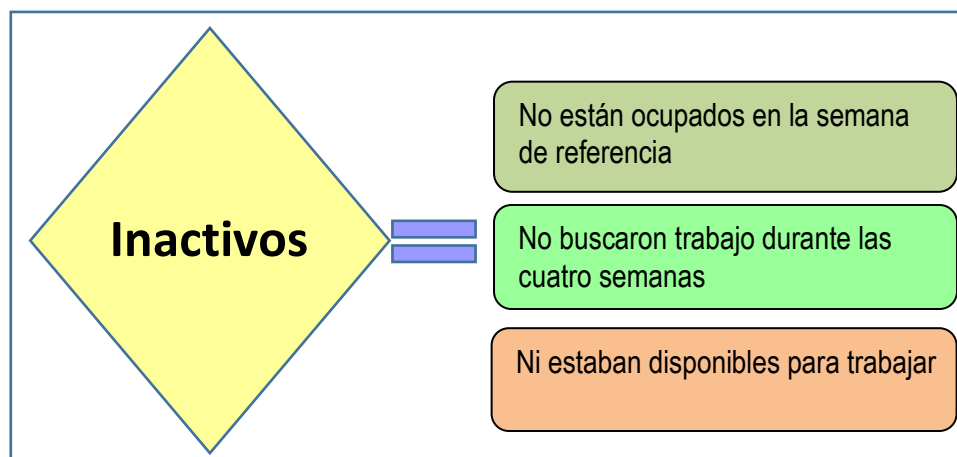 Inactivos
No están ocupados en la semana
de referencia
No buscaron trabajo durante las
cuatro semanas
Ni estaban disponibles para trabajar